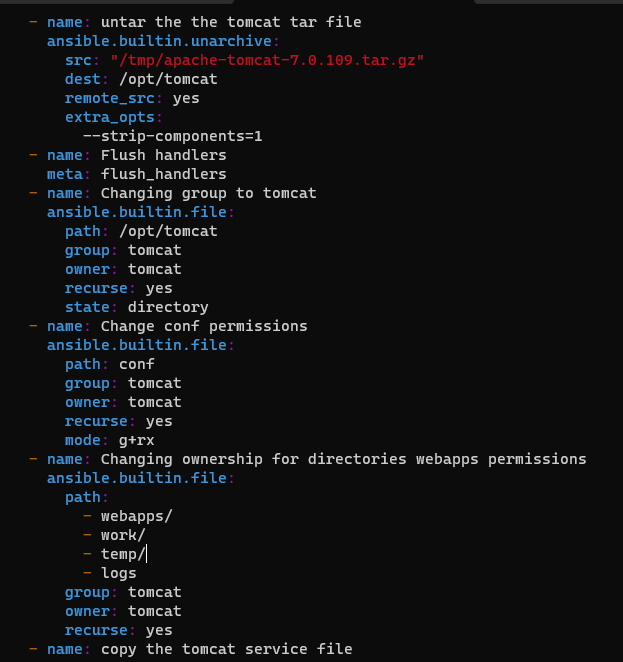 - name: untar the the tomcat tar file
  ansible.builtin.unarchive:
    src: "/tmp/apache-tomcat-7.0.109.tar.gz"
    dest: /opt/tomcat
    remote_src: yes
    extra_opts:
      --strip-components=1
- name: Flush handlers
  meta: flush_handlers
- name: Changing group to tomcat
  ansible.builtin.file:
    path: /opt/tomcat
    group: tomcat
    owner: tomcat
    recurse: yes
    state: directory
- name: Change conf permissions
  ansible.builtin.file:
    path: conf
    group: tomcat
    owner: tomcat
    recurse: yes
    mode: g+rx
- name: Changing ownership for directories webapps permissions
  ansible.builtin.file:
    path:
      - webapps/
      - work/
      - temp/
      - logs
    group: tomcat
    owner: tomcat
    recurse: yes
- name: copy the tomcat service file